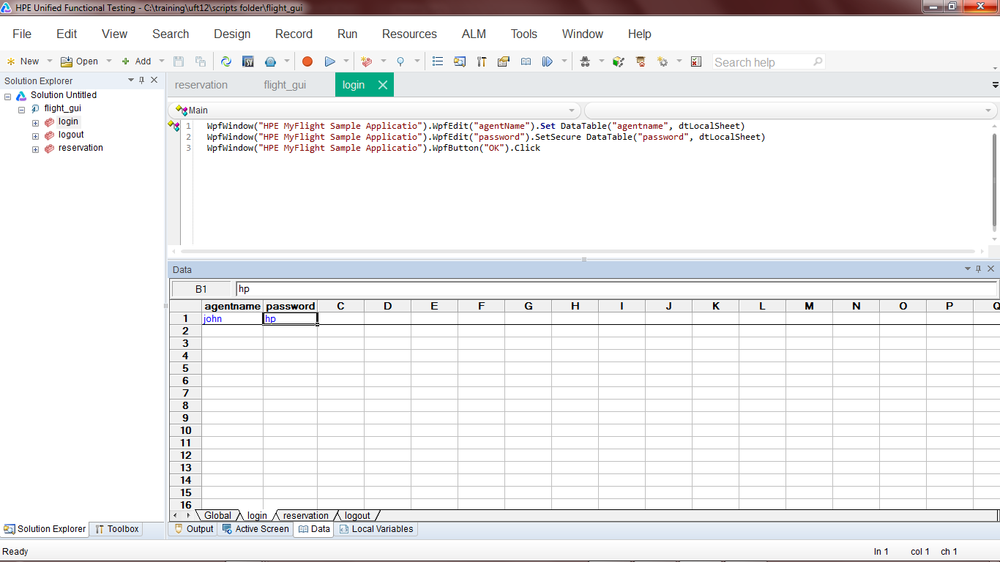 HPE Unified Functional Testing - C:\training\uft12\scripts folder\flight_gui
File Edit View Search Design Record Run Resources ALM Tools Window Help
New Open Add Search help
Solution Explorer
Solution Untitled
flight_gui
login
logout
reservation
reservation flight_gui login
Main
1 WpfWindow("HPE MyFlight Sample Applicatio").WpfEdit("agentName").Set DataTable("agentname", dtLocalSheet)
2 WpfWindow("HPE MyFlight Sample Applicatio").WpfEdit("password").SetSecure DataTable("password", dtLocalSheet)
3 WpfWindow("HPE MyFlight Sample Applicatio").WpfButton("OK").Click
Data
B1 hp
agentname password C D E F G H I J K L M N O P Q
1 john hp
2
3
4
5
6
7
8
9
10
11
12
13
14
15
16
Global login reservation logout
Solution Explorer Toolbox Output Active Screen Data Local Variables
Ready ln 1 col 1 ch 1